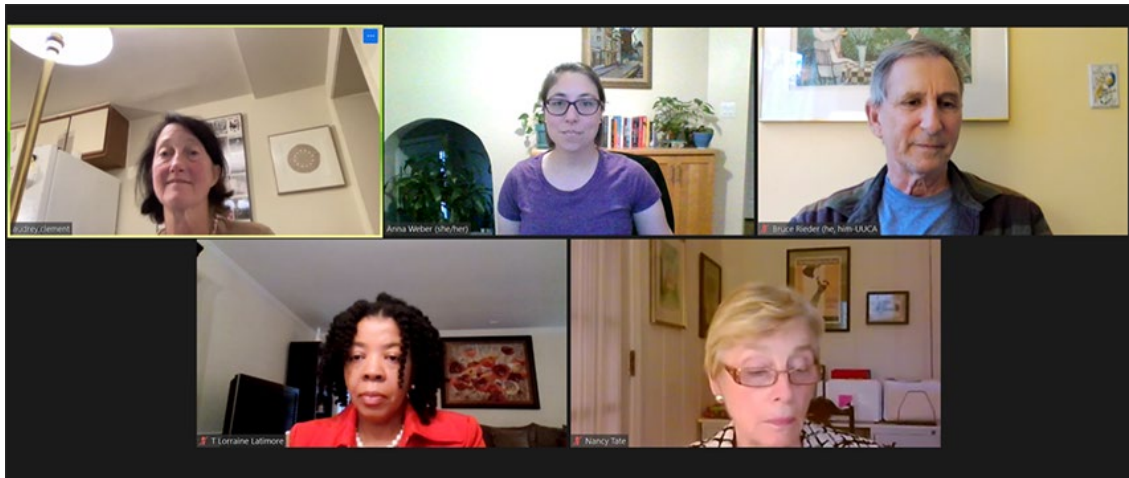 audrey.clement
Anna Weber (she/her)
Bruce Rieder (he, him-UUCA
T Lorraine Latimore
Nancy Tate